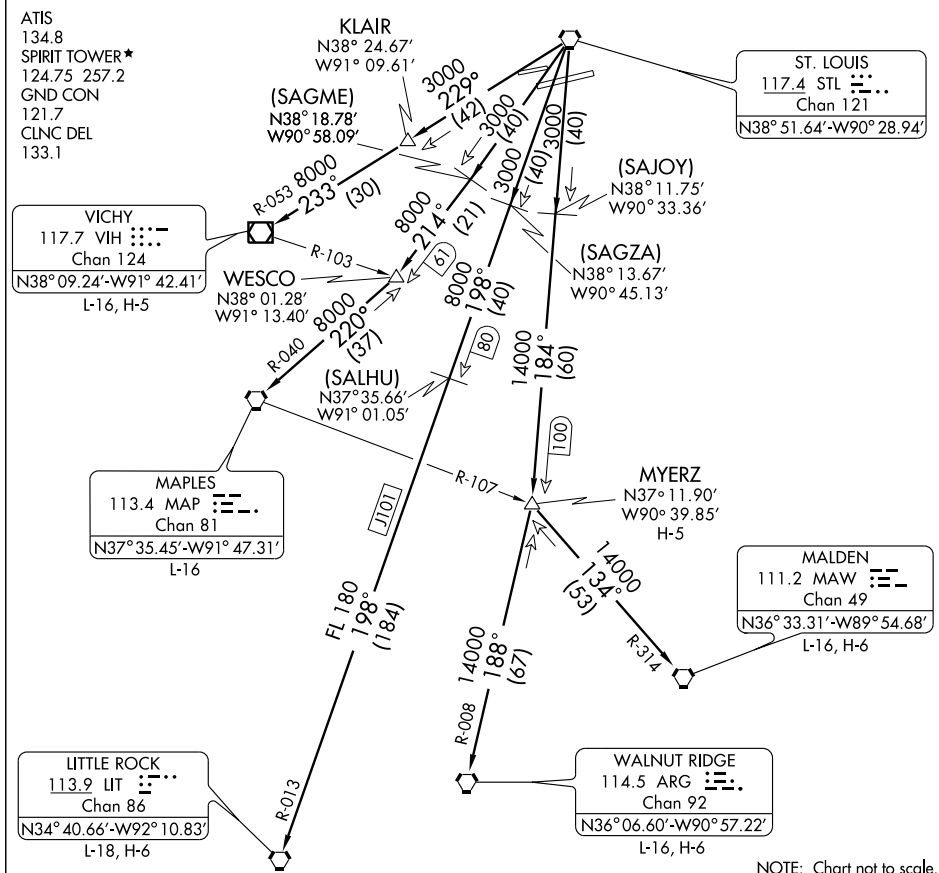 ATIS
134.8
SPIRIT TOWER★
124.75 257.2
GND CON
121.7
CLNC DEL
133.1
KLAIR
N38° 24.67’
W91° 09.61’
(SAGME)
N38° 18.78’
W90° 58.09’
ST. LOUIS
117.4 STL
Chan 121
N38° 51.64’-W90° 28.94’
3000
229°
(42)
3000
(40)
3000
(40)
3000
(40)
(SAJOY)
N38° 11.75’
W90° 33.36’
(SAGZA)
N38° 13.67’
W90° 45.13’
R-053
8000
233°
(30)
VICHY
117.7 VIH
Chan 124
N38° 09.24’-W91° 42.41’
L-16, H-5
R-103
8000
214°
(21)
61
WESCO
N38° 01.28’
W91° 13.40’
8000
198°
(40)
80
8000
220°
(37)
R-040
(SALHU)
N37° 35.66’
W91° 01.05’
14000
184°
(60)
100
MAPLES
113.4 MAP
Chan 81
N37° 35.45’-W91° 47.31’
L-16
R-107
J101
MYERZ
N37° 11.90’
W90° 39.85’
H-5
MALDEN
111.2 MAW
Chan 49
N36° 33.31’-W89° 54.68’
L-16, H-6
14000
134°
(53)
R-314
FL 180
198°
(184)
14000
188°
(67)
R-008
R-013
LITTLE ROCK
113.9 LIT
Chan 86
N34° 40.66’-W92° 10.83’
L-18, H-6
WALNUT RIDGE
114.5 ARG
Chan 92
N36° 06.60’-W90° 57.22’
L-16, H-6
NOTE: Chart not to scale.